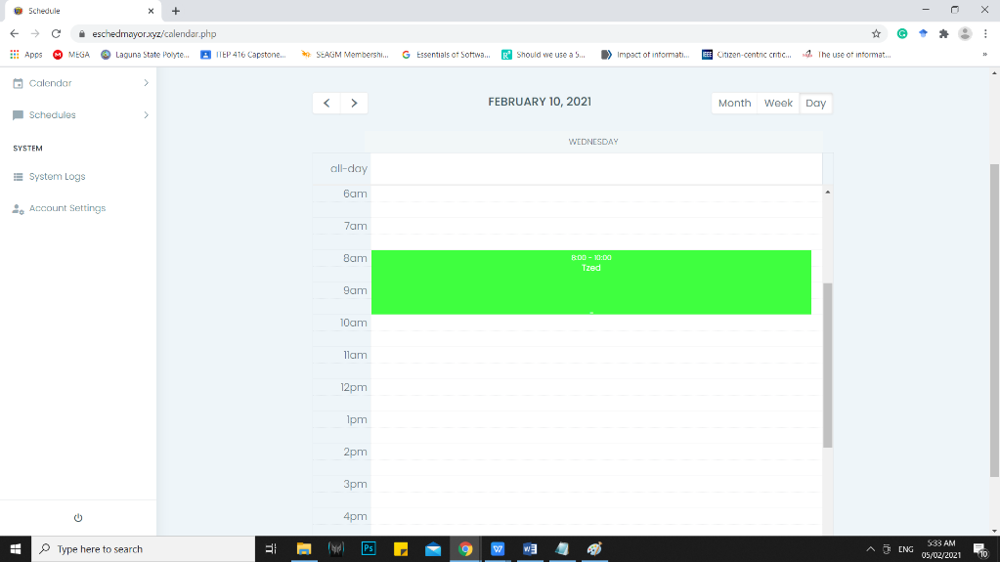 Schedule
eschedmayor.xyz/calendar.php
Apps
MEGA
Laguna State Polyte...
ITEP 416 Capstone...
SEAGM Membershi...
Essentials of Softwa...
Should we use a 5...
Impact of informati...
Citizen-centric critic...
The use of informat...
Calendar
Schedules
SYSTEM
System Logs
Account Settings
FEBRUARY 10, 2021
Month Week Day
WEDNESDAY
all-day
6am
7am
8am
8:00 - 10:00
Tzed
9am
10am
11am
12pm
1pm
2pm
3pm
4pm
Type here to search
Ps
ENG
5:33 AM
05/02/2021
10